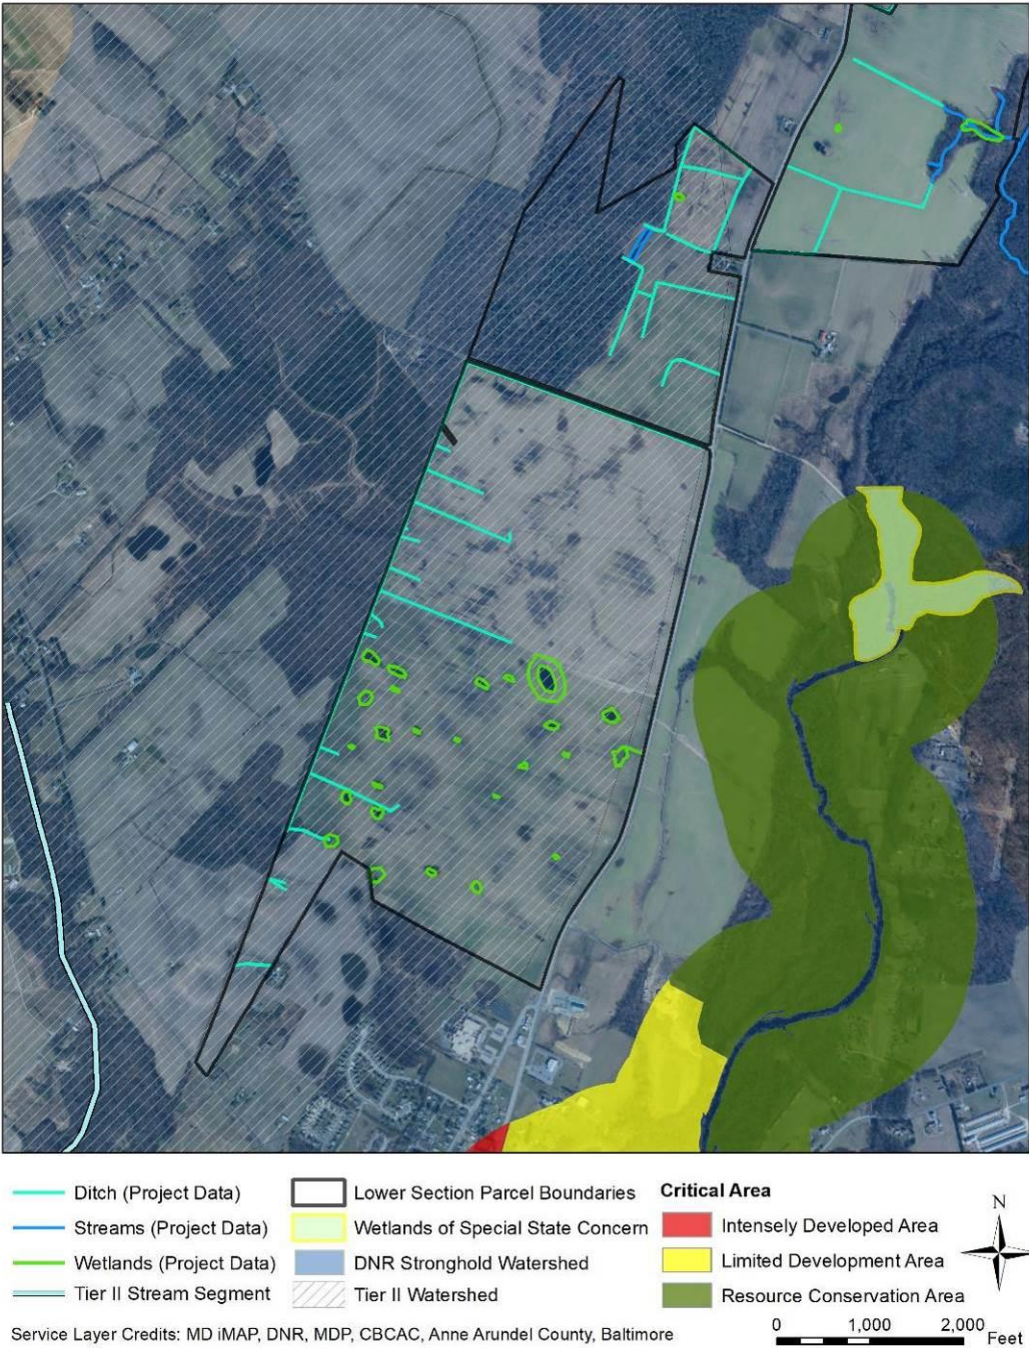 Ditch (Project Data)
Streams (Project Data)
Wetlands (Project Data)
Tier II Stream Segment
Lower Section Parcel Boundaries
Wetlands of Special State Concern
DNR Stronghold Watershed
Tier II Watershed
Critical Area
Intensely Developed Area
Limited Development Area
Resource Conservation Area
N
Service Layer Credits: MD iMAP, DNR, MDP, CBCAC, Anne Arundel County, Baltimore
0 1,000 2,000
Feet